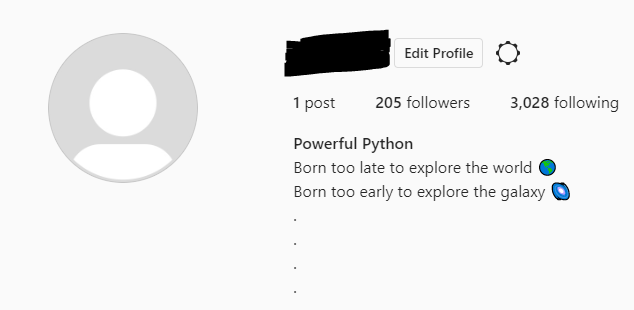 Edit Profile
1 post 205 followers 3,028 following
Powerful Python
Born too late to explore the world 🌍
Born too early to explore the galaxy 🌌
.
.
.
.